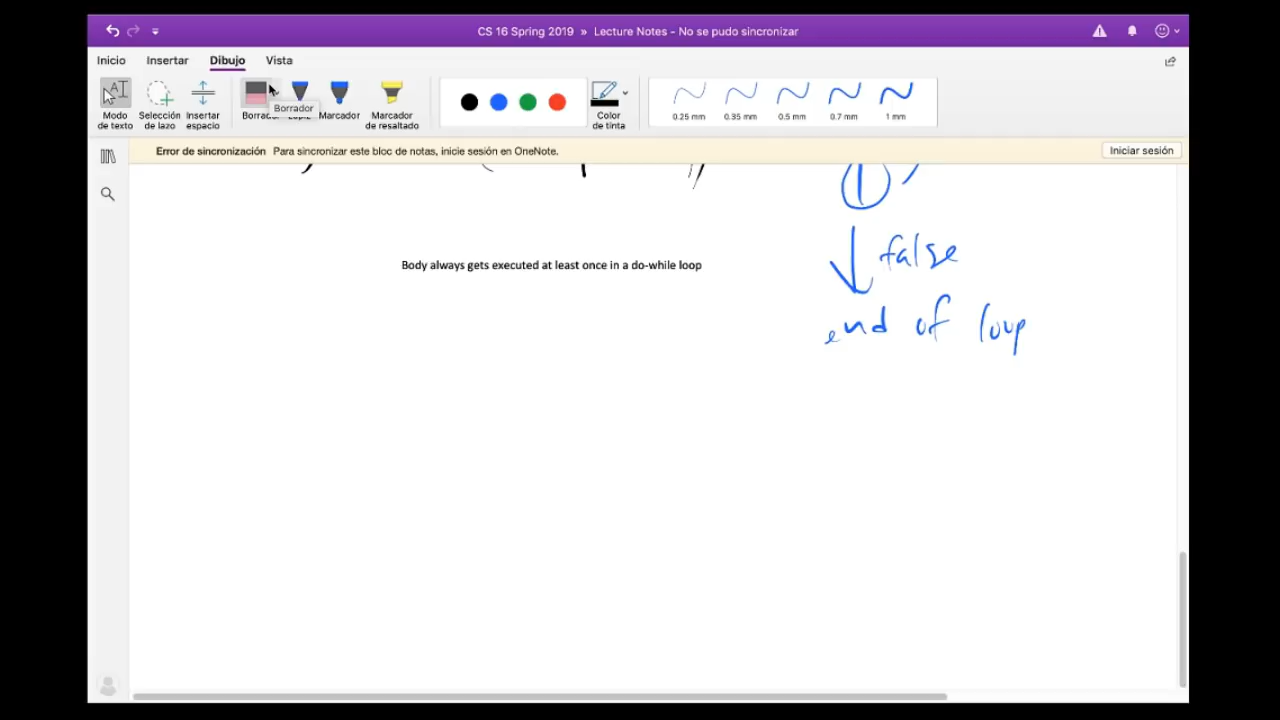 CS 16 Spring 2019 » Lecture Notes - No se pudo sincronizar
Inicio Insertar Dibujo Vista
Modo de texto
Selección de lazo
Insertar espacio
Borrador
Marcador
Marcador de resaltado
Color de tinta
0.25 mm 0.35 mm 0.5 mm 0.7 mm 1 mm
Borrador
Error de sincronización Para sincronizar este bloc de notas, inicie sesión en OneNote. Iniciar sesión
false
Body always gets executed at least once in a do-while loop
end of loop